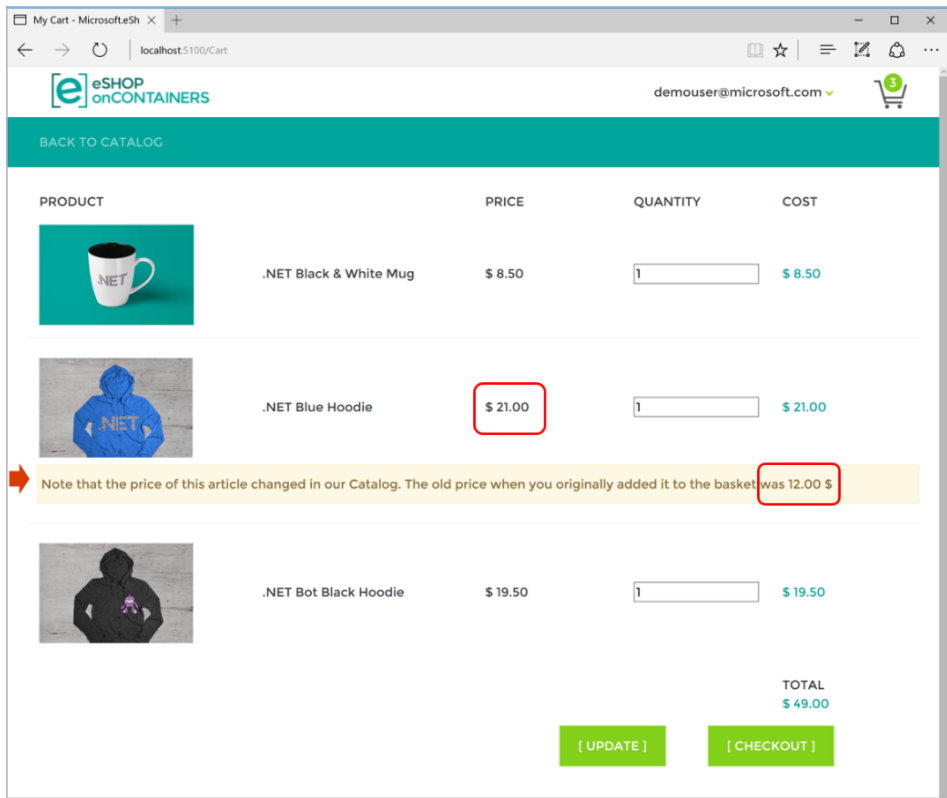 My Cart - Microsoft.eSh
localhost:5100/Cart
eSHOP
onCONTAINERS
demouser@microsoft.com
3
BACK TO CATALOG
PRODUCT PRICE QUANTITY COST
.NET
.NET Black & White Mug $ 8.50 1 $ 8.50
.NET
.NET Blue Hoodie $ 21.00 1 $ 21.00
Note that the price of this article changed in our Catalog. The old price when you originally added it to the basket was 12.00 $
.NET Bot Black Hoodie $ 19.50 1 $ 19.50
TOTAL
$ 49.00
[ UPDATE ] [ CHECKOUT ]